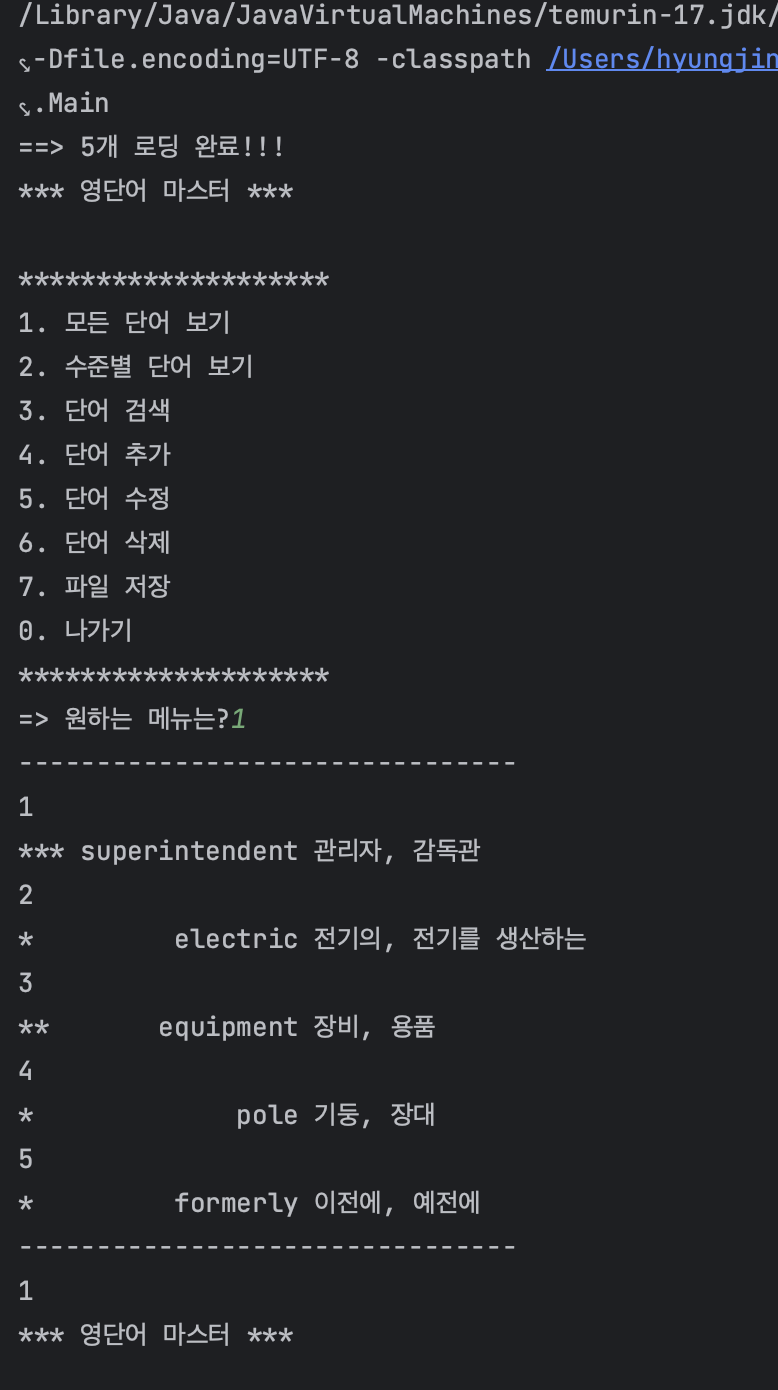 /Library/Java/JavaVirtualMachines/temurin-17.jdk/
-Dfile.encoding=UTF-8 -classpath /Users/hyungjin
.Main
==> 5개 로딩 완료!!!
*** 영단어 마스터 ***
********************
1. 모든 단어 보기
2. 수준별 단어 보기
3. 단어 검색
4. 단어 추가
5. 단어 수정
6. 단어 삭제
7. 파일 저장
0. 나가기
********************
=> 원하는 메뉴는?1
--------------------------------
1
*** superintendent 관리자, 감독관
2
*         electric 전기의, 전기를 생산하는
3
**       equipment 장비, 용품
4
*             pole 기둥, 장대
5
*         formerly 이전에, 예전에
--------------------------------
1
*** 영단어 마스터 ***